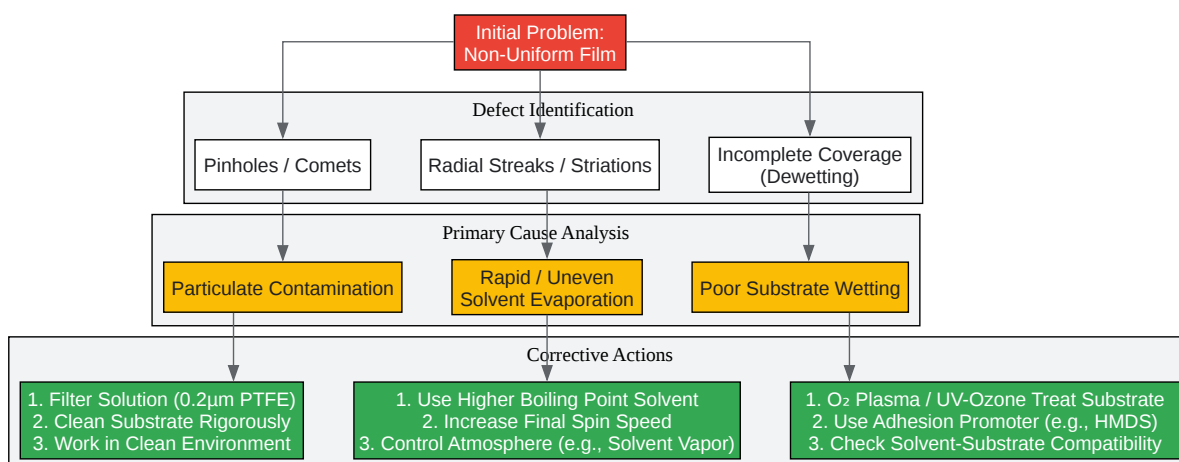 Initial Problem:
Non-Uniform Film
Defect Identification
Pinholes / Comets
Radial Streaks / Striations
Incomplete Coverage
(Dewetting)
Primary Cause Analysis
Particulate Contamination
Rapid / Uneven
Solvent Evaporation
Poor Substrate Wetting
Corrective Actions
1. Filter Solution (0.2µm PTFE)
2. Clean Substrate Rigorously
3. Work in Clean Environment
1. Use Higher Boiling Point Solvent
2. Increase Final Spin Speed
3. Control Atmosphere (e.g., Solvent Vapor)
1. O₂ Plasma / UV-Ozone Treat Substrate
2. Use Adhesion Promoter (e.g., HMDS)
3. Check Solvent-Substrate Compatibility